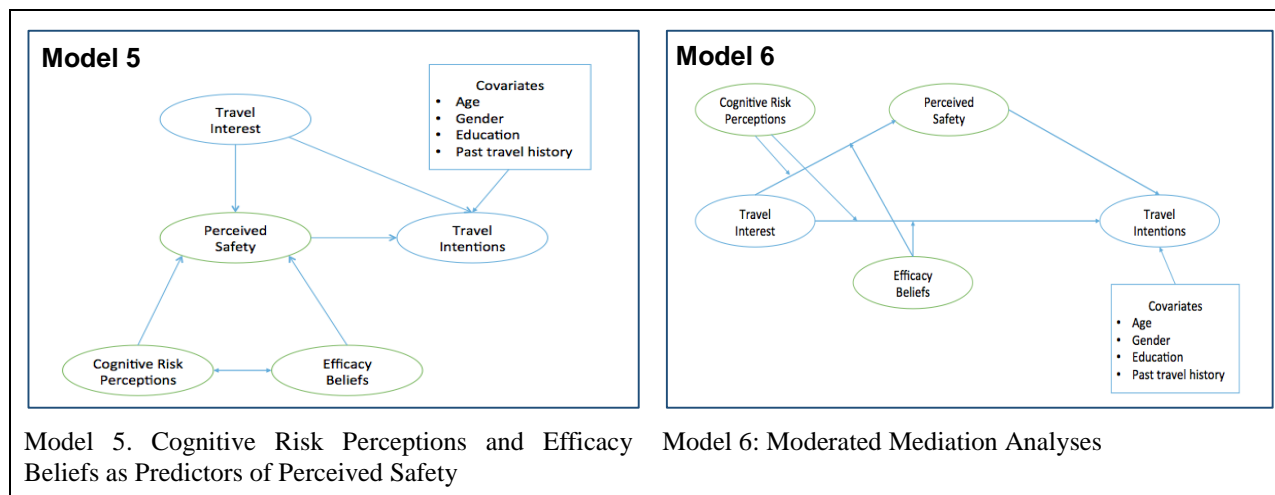 Model 5
Travel
Interest
Covariates
• Age
• Gender
• Education
• Past travel history
Perceived
Safety
Travel
Intentions
Cognitive Risk
Perceptions
Efficacy
Beliefs
Model 6
Cognitive Risk
Perceptions
Perceived
Safety
Travel
Interest
Travel
Intentions
Efficacy
Beliefs
Covariates
• Age
• Gender
• Education
• Past travel history
Model 5. Cognitive Risk Perceptions and Efficacy
Beliefs as Predictors of Perceived Safety
Model 6: Moderated Mediation Analyses